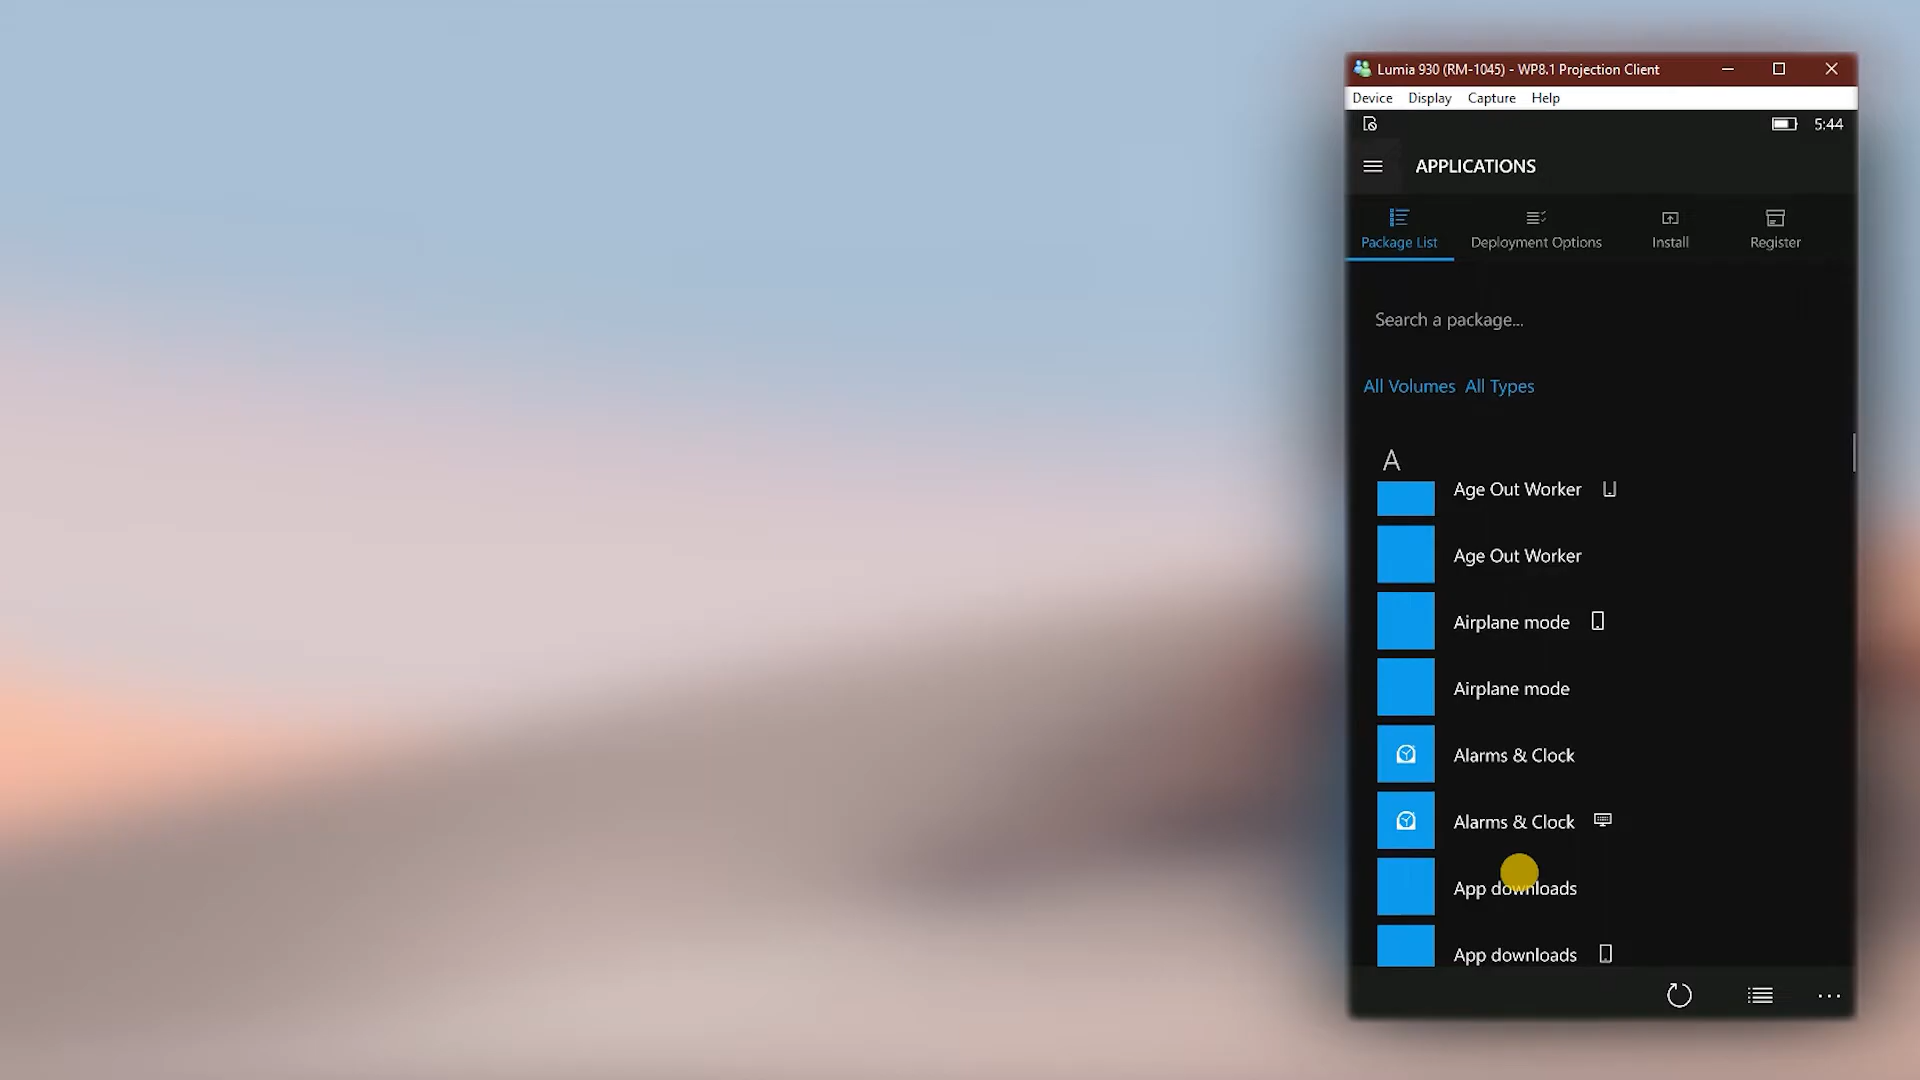 Lumia 930 (RM-1045) - WP8.1 Projection Client
Device Display Capture Help
5:44
APPLICATIONS
Package List Deployment Options Install Register
Search a package...
All Volumes All Types
A
Age Out Worker
Age Out Worker
Airplane mode
Airplane mode
Alarms & Clock
Alarms & Clock
App downloads
App downloads